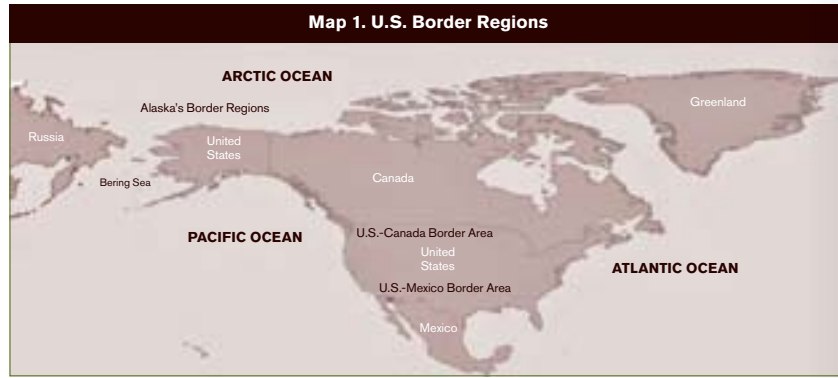 Map 1. U.S. Border Regions
ARCTIC OCEAN
Alaska's Border Regions
Greenland
Russia
United
States
Bering Sea
Canada
PACIFIC OCEAN
U.S.-Canada Border Area
United
States
ATLANTIC OCEAN
U.S.-Mexico Border Area
Mexico